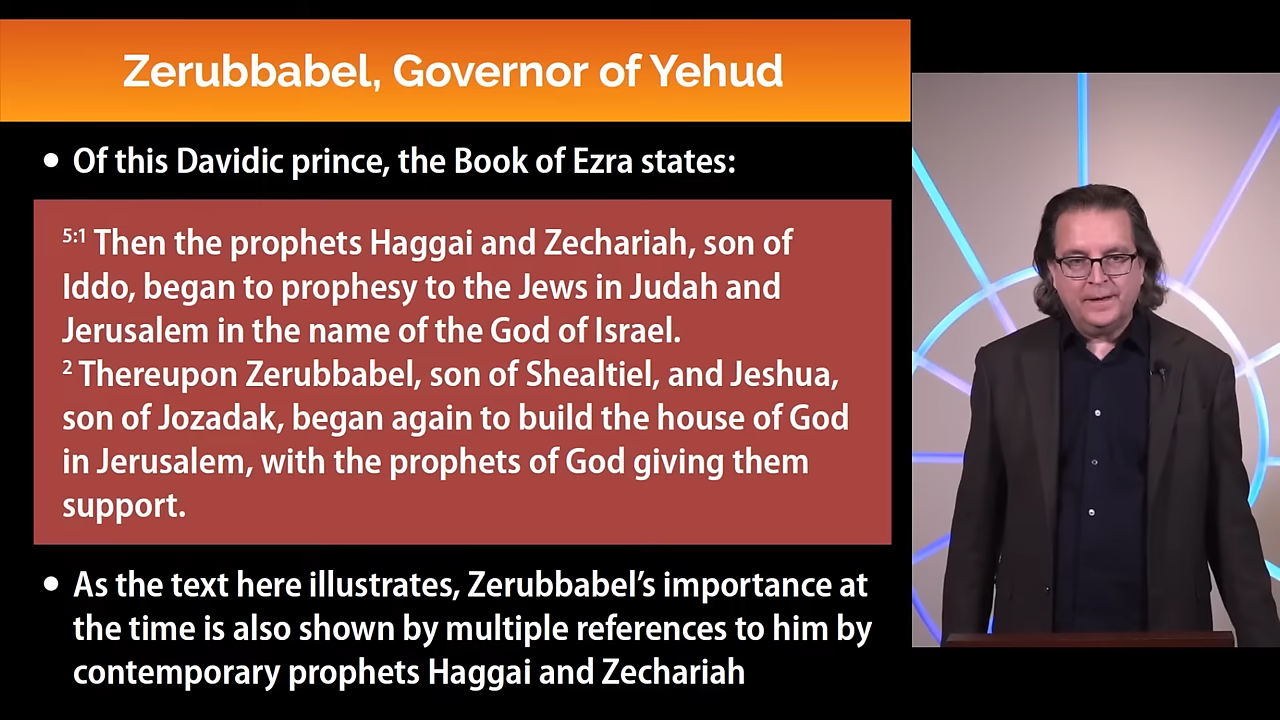 Zerubbabel, Governor of Yehud
• Of this Davidic prince, the Book of Ezra states:
5:1 Then the prophets Haggai and Zechariah, son of
Iddo, began to prophesy to the Jews in Judah and
Jerusalem in the name of the God of Israel.
2 Thereupon Zerubbabel, son of Shealtiel, and Jeshua,
son of Jozadak, began again to build the house of God
in Jerusalem, with the prophets of God giving them
support.
• As the text here illustrates, Zerubbabel’s importance at
the time is also shown by multiple references to him by
contemporary prophets Haggai and Zechariah